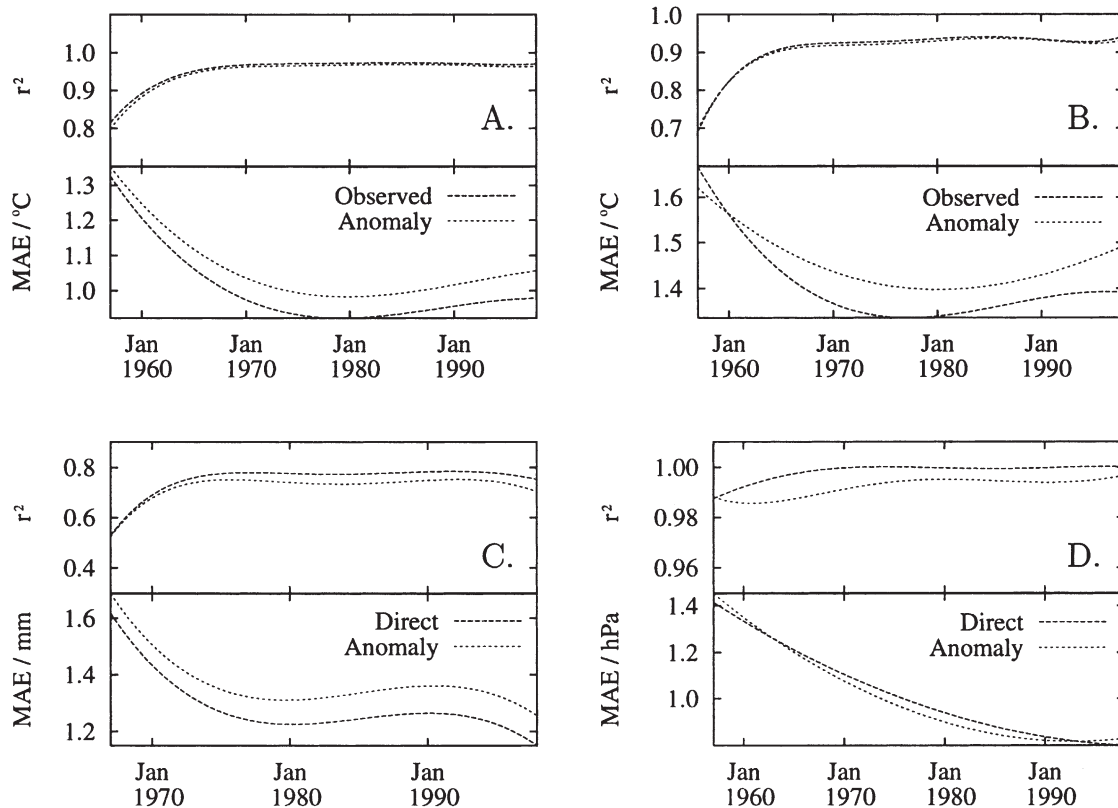 1.0
0.9
0.8
r²
A.
1.3
1.2
1.1
1.0
MAE / °C
Observed
Anomaly
Jan 1960
Jan 1970
Jan 1980
Jan 1990
1.0
0.9
0.8
0.7
r²
B.
1.6
1.5
1.4
MAE / °C
Observed
Anomaly
Jan 1960
Jan 1970
Jan 1980
Jan 1990
0.8
0.6
0.4
r²
C.
1.6
1.4
1.2
MAE / mm
Direct
Anomaly
Jan 1970
Jan 1980
Jan 1990
1.00
0.98
0.96
r²
D.
1.4
1.2
1.0
MAE / hPa
Direct
Anomaly
Jan 1960
Jan 1970
Jan 1980
Jan 1990